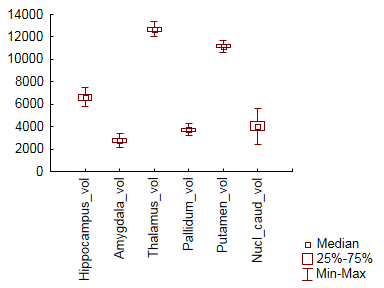 14000
12000
10000
8000
6000
4000
2000
0
Hippocampus_vol
Amygdala_vol
Thalamus_vol
Pallidum_vol
Putamen_vol
Nucl_caud_vol
Median
25%-75%
Min-Max